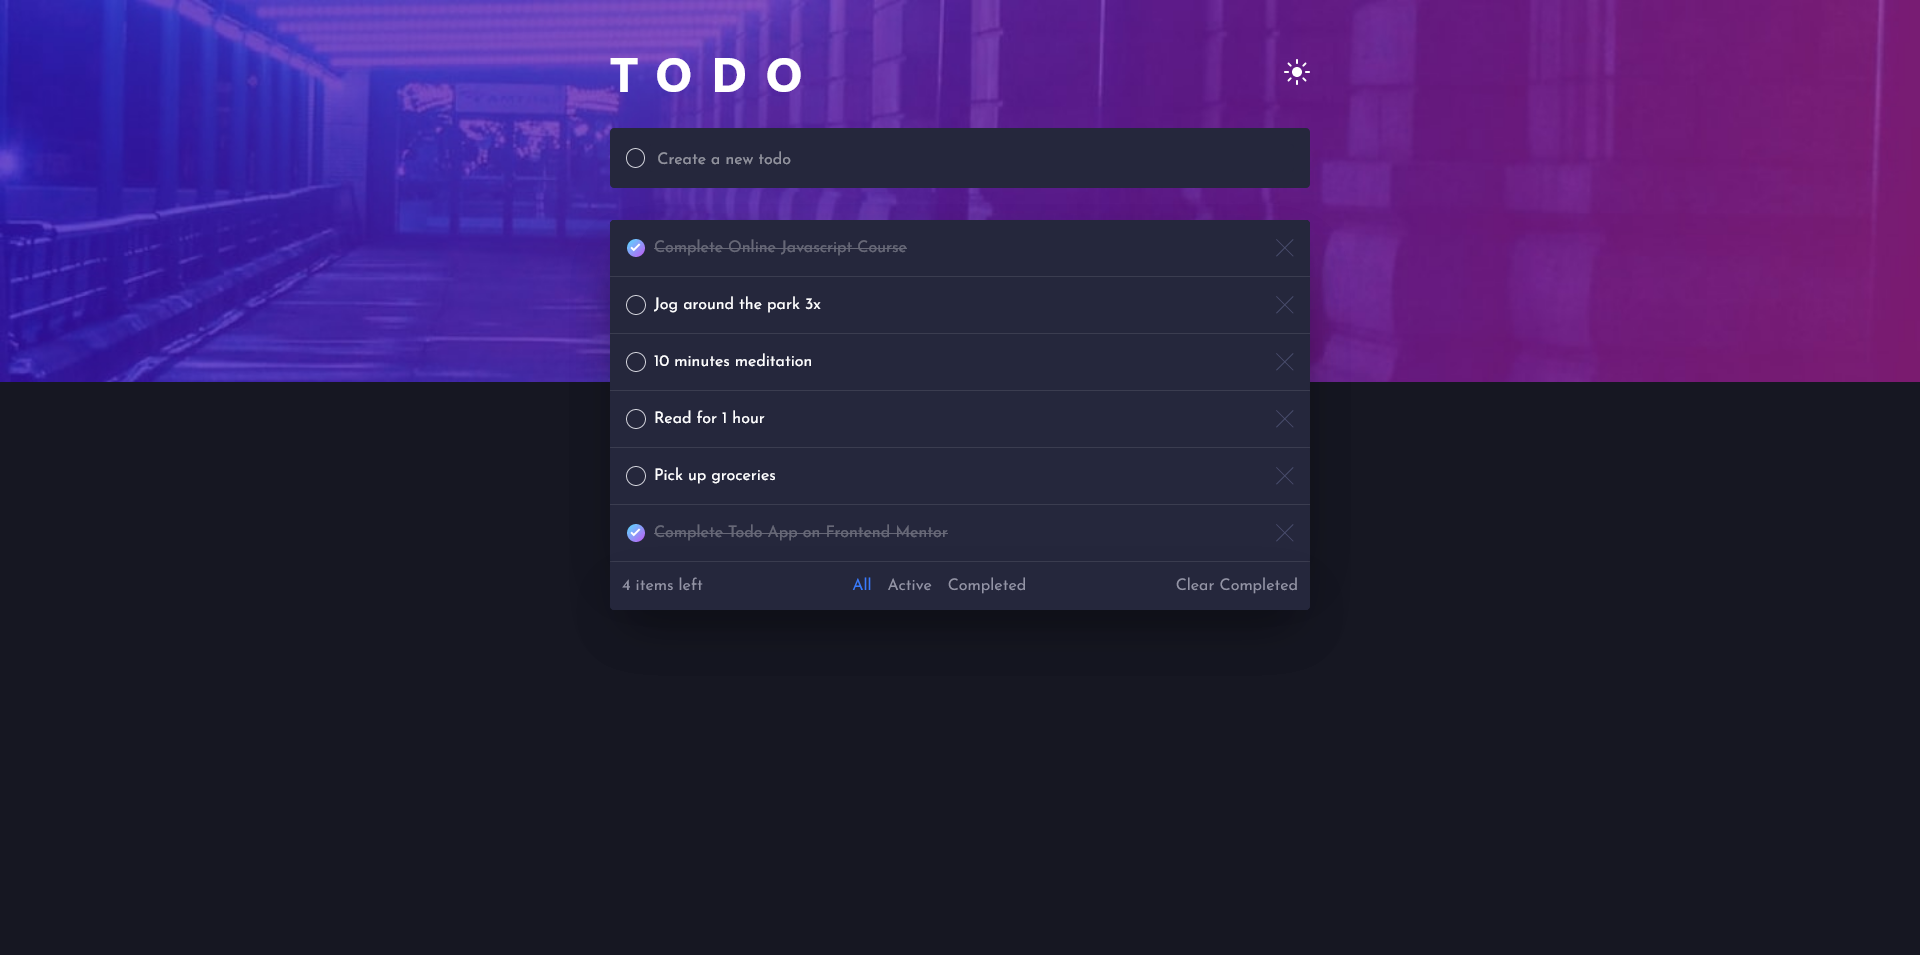 TODO
Create a new todo
Complete Online Javascript Course
Jog around the park 3x
10 minutes meditation
Read for 1 hour
Pick up groceries
Complete Todo App on Frontend Mentor
4 items left All Active Completed Clear Completed